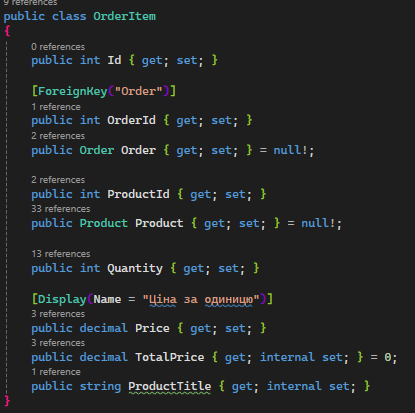 9 references
public class OrderItem
{
0 references
public int Id { get; set; }
[ForeignKey("Order")]
1 reference
public int OrderId { get; set; }
2 references
public Order Order { get; set; } = null!;
2 references
public int ProductId { get; set; }
33 references
public Product Product { get; set; } = null!;
13 references
public int Quantity { get; set; }
[Display(Name = "Ціна за одиницю")]
3 references
public decimal Price { get; set; }
3 references
public decimal TotalPrice { get; internal set; } = 0;
1 reference
public string ProductTitle { get; internal set; }
}